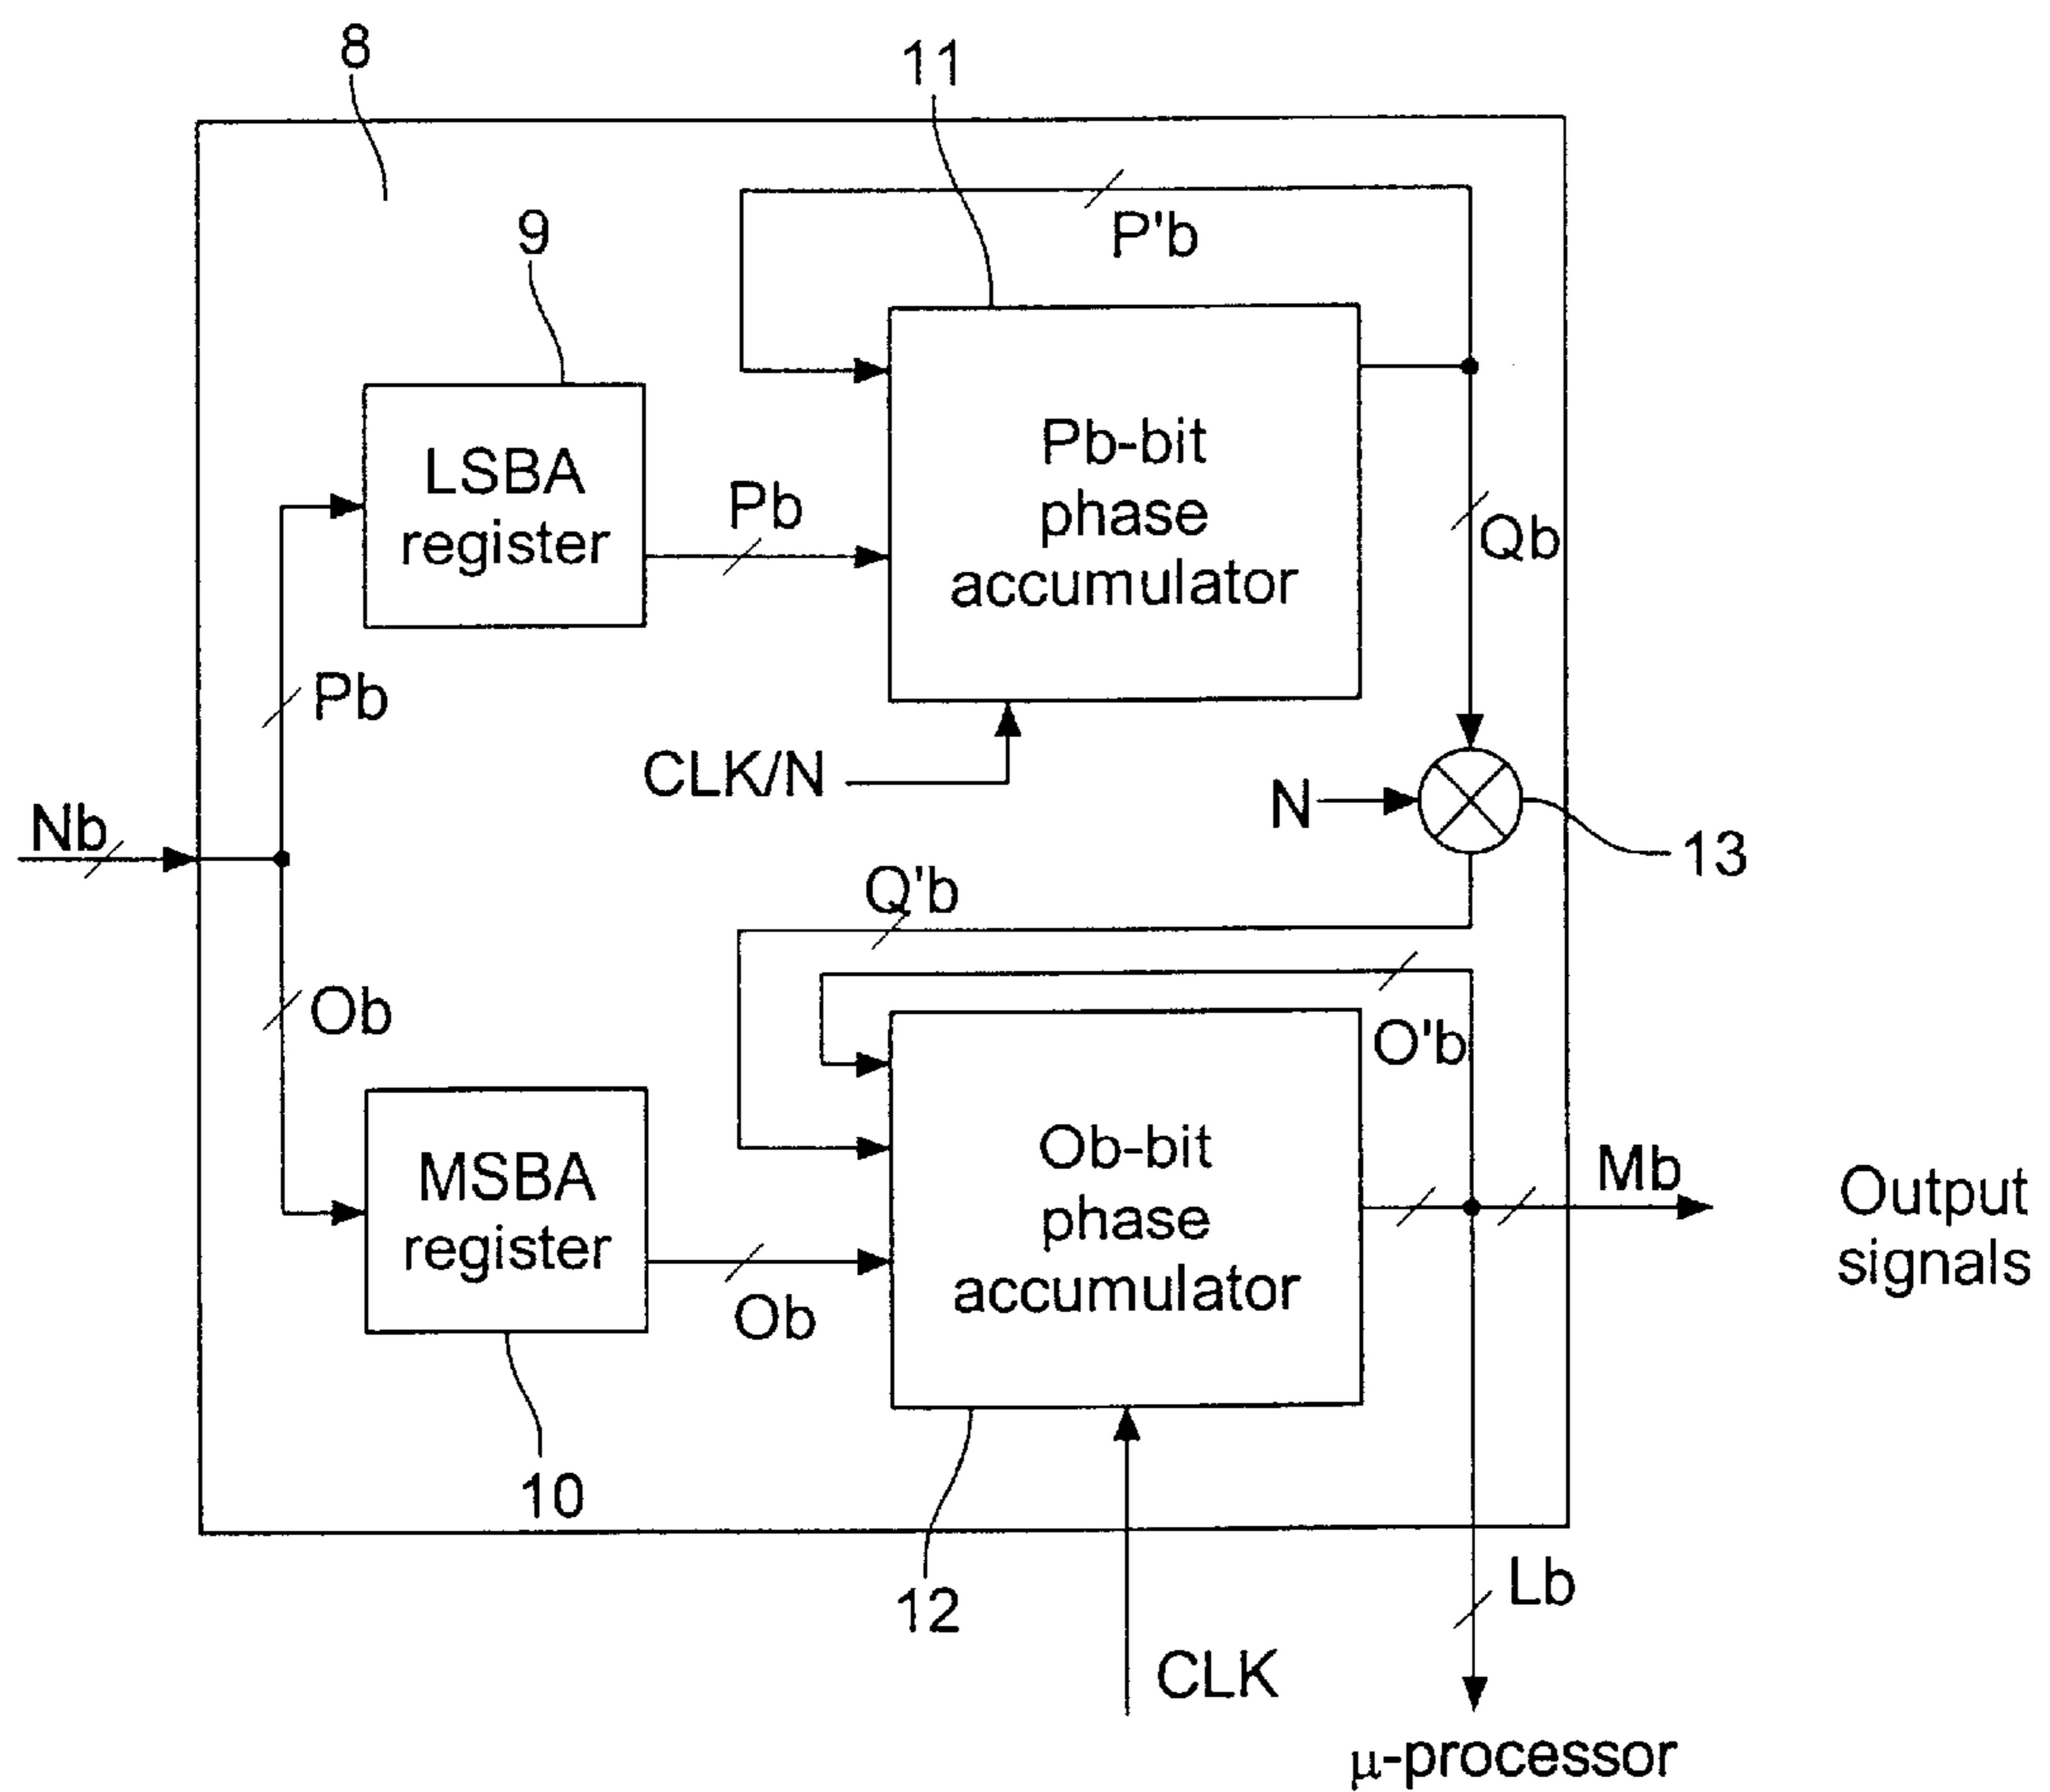 8
11
P'b
9
LSBA
register
Pb
Pb-bit
phase
accumulator
Qb
Pb
CLK/N
N
13
Nb
Q'b
Ob
O'b
MSBA
register
Ob
Ob-bit
phase
accumulator
Mb
Output
signals
10
12
CLK
Lb
µ-processor